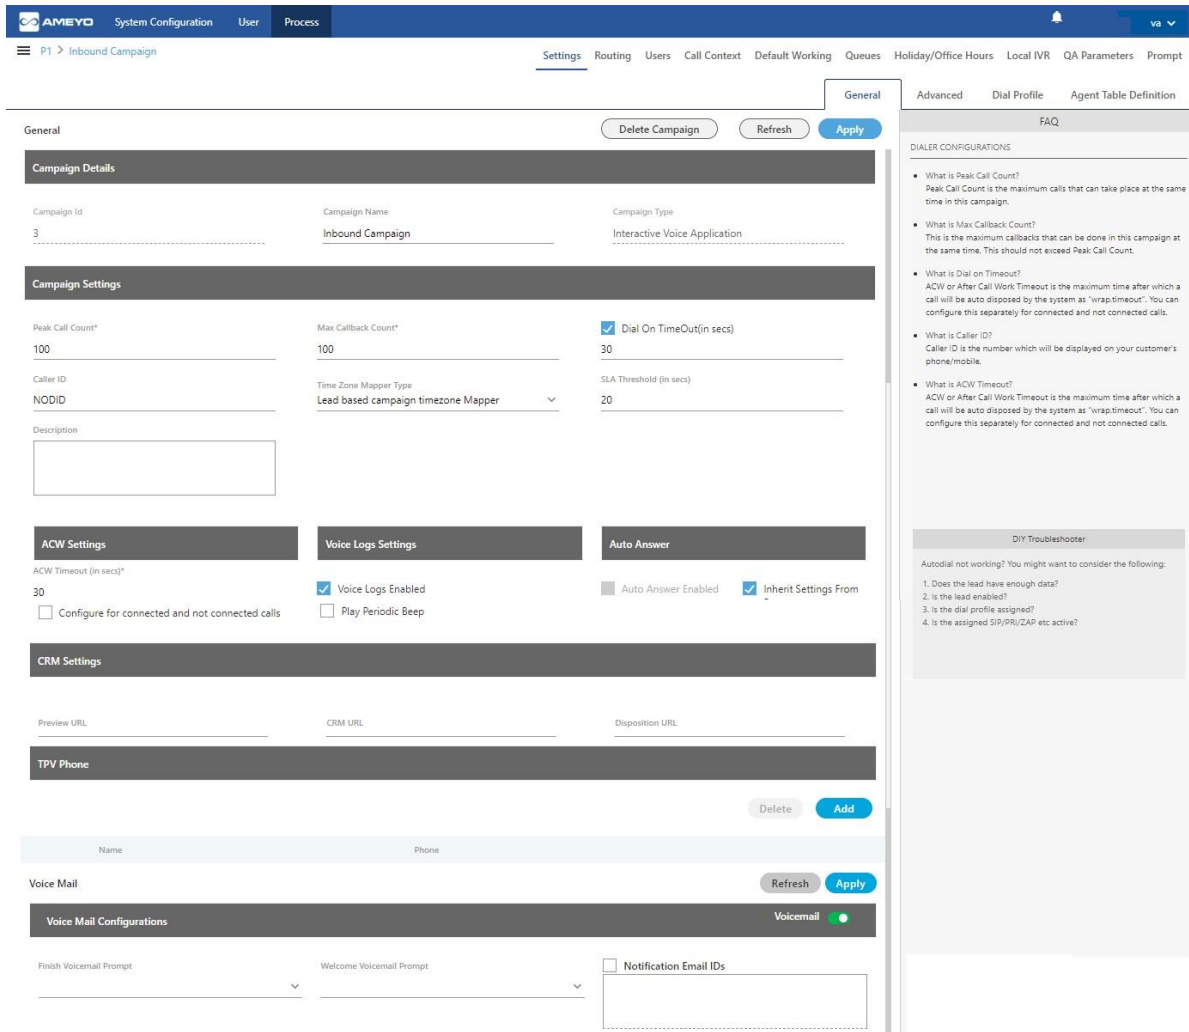 AMEYO System Configuration User Process va
P1 > Inbound Campaign
Settings Routing Users Call Context Default Working Queues Holiday/Office Hours Local IVR QA Parameters Prompt
General Advanced Dial Profile Agent Table Definition
General Delete Campaign Refresh Apply
Campaign Details
Campaign Id Campaign Name Campaign Type
3 Inbound Campaign Interactive Voice Application
Campaign Settings
Peak Call Count* Max Callback Count* Dial On TimeOut(in secs)
100 100 30
Caller ID Time Zone Mapper Type SLA Threshold (in secs)
NODID Lead based campaign timezone Mapper 20
Description
ACW Settings Voice Logs Settings Auto Answer
ACW Timeout (in secs)*
30 Voice Logs Enabled Auto Answer Enabled Inherit Settings From
Configure for connected and not connected calls Play Periodic Beep
CRM Settings
Preview URL CRM URL Disposition URL
TPV Phone
Delete Add
Name Phone
Voice Mail Refresh Apply
Voice Mail Configurations Voicemail
Finish Voicemail Prompt Welcome Voicemail Prompt Notification Email IDs
FAQ
DIALER CONFIGURATIONS
What is Peak Call Count?
Peak Call Count is the maximum calls that can take place at the same
time in this campaign.
What is Max Callback Count?
This is the maximum callbacks that can be done in this campaign at
the same time. This should not exceed Peak Call Count.
What is Dial on Timeout?
ACW or After Call Work Timeout is the maximum time after which a
call will be auto disposed by the system as "wrap.timeout". You can
configure this separately for connected and not connected calls.
What is Caller ID?
Caller ID is the number which will be displayed on your customer's
phone/mobile.
What is ACW Timeout?
ACW or After Call Work Timeout is the maximum time after which a
call will be auto disposed by the system as "wrap.timeout". You can
configure this separately for connected and not connected calls.
DIY Troubleshooter
Autodial not working? You might want to consider the following:
1. Does the lead have enough data?
2. Is the lead enabled?
3. Is the dial profile assigned?
4. Is the assigned SIP/PRI/ZAP etc active?